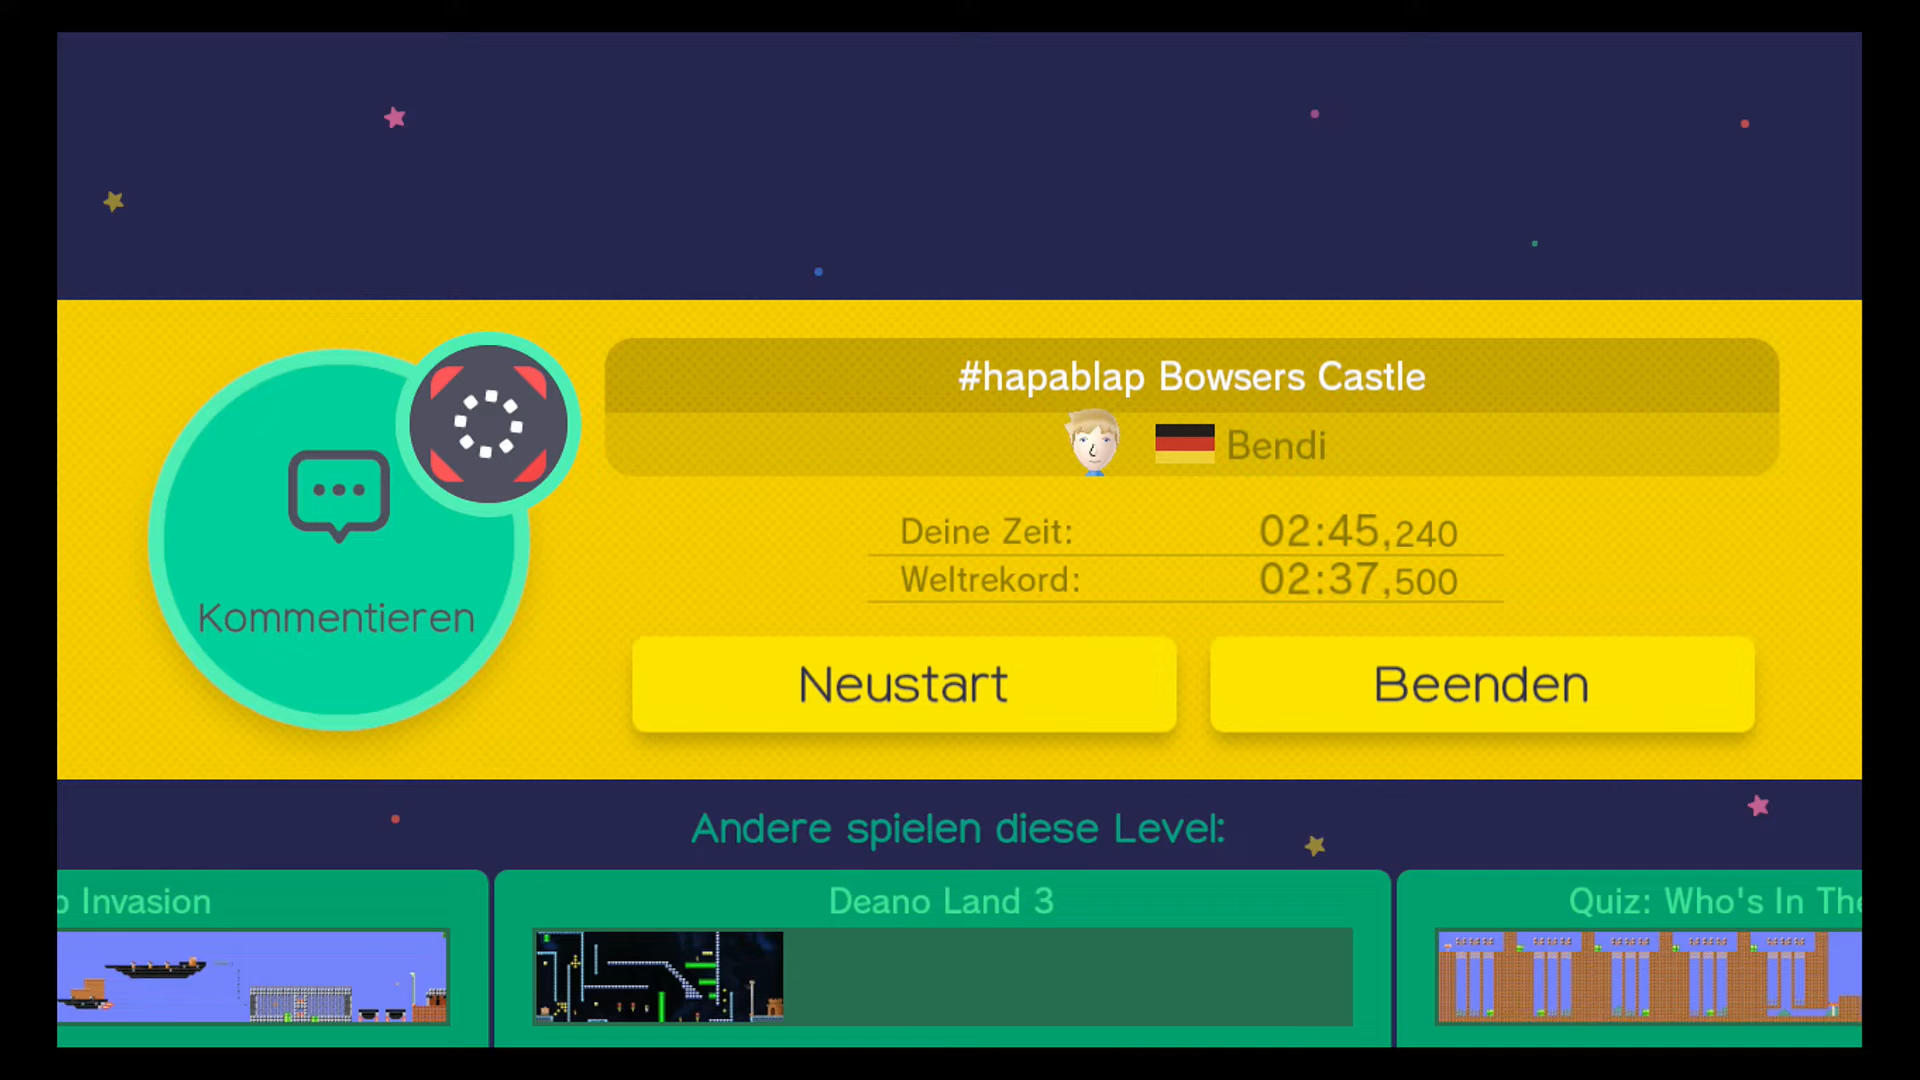 #hapablap Bowsers Castle
Bendi
Deine Zeit: 02:45,240
Weltrekord: 02:37,500
Kommentieren
Neustart
Beenden
Andere spielen diese Level:
Invasion
Deano Land 3
Quiz: Who's In The